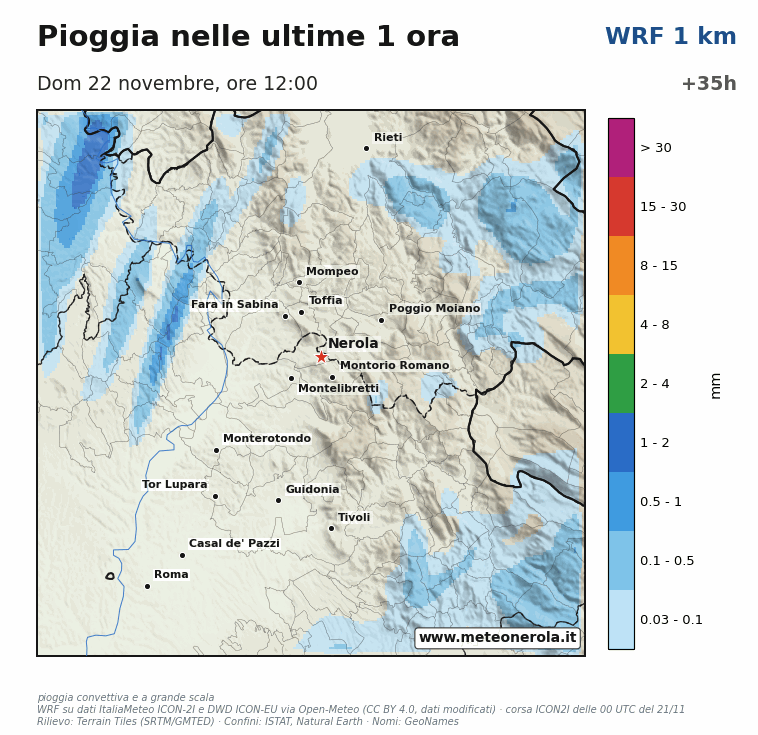 Pioggia nelle ultime 1 ora
WRF 1 km
Dom 22 novembre, ore 12:00
+35h
Rieti
> 30
15 - 30
8 - 15
4 - 8
2 - 4
1 - 2
0.5 - 1
0.1 - 0.5
0.03 - 0.1
mm
Mompeo
Fara in Sabina
Toffia
Poggio Moiano
Nerola
Montorio Romano
Montelibretti
Monterotondo
Tor Lupara
Guidonia
Tivoli
Casal de' Pazzi
Roma
www.meteonerola.it
pioggia convettiva e a grande scala
WRF su dati ItaliaMeteo ICON-2I e DWD ICON-EU via Open-Meteo (CC BY 4.0, dati modificati) · corsa ICON2I delle 00 UTC del 21/11
Rilievo: Terrain Tiles (SRTM/GMTED) · Confini: ISTAT, Natural Earth · Nomi: GeoNames